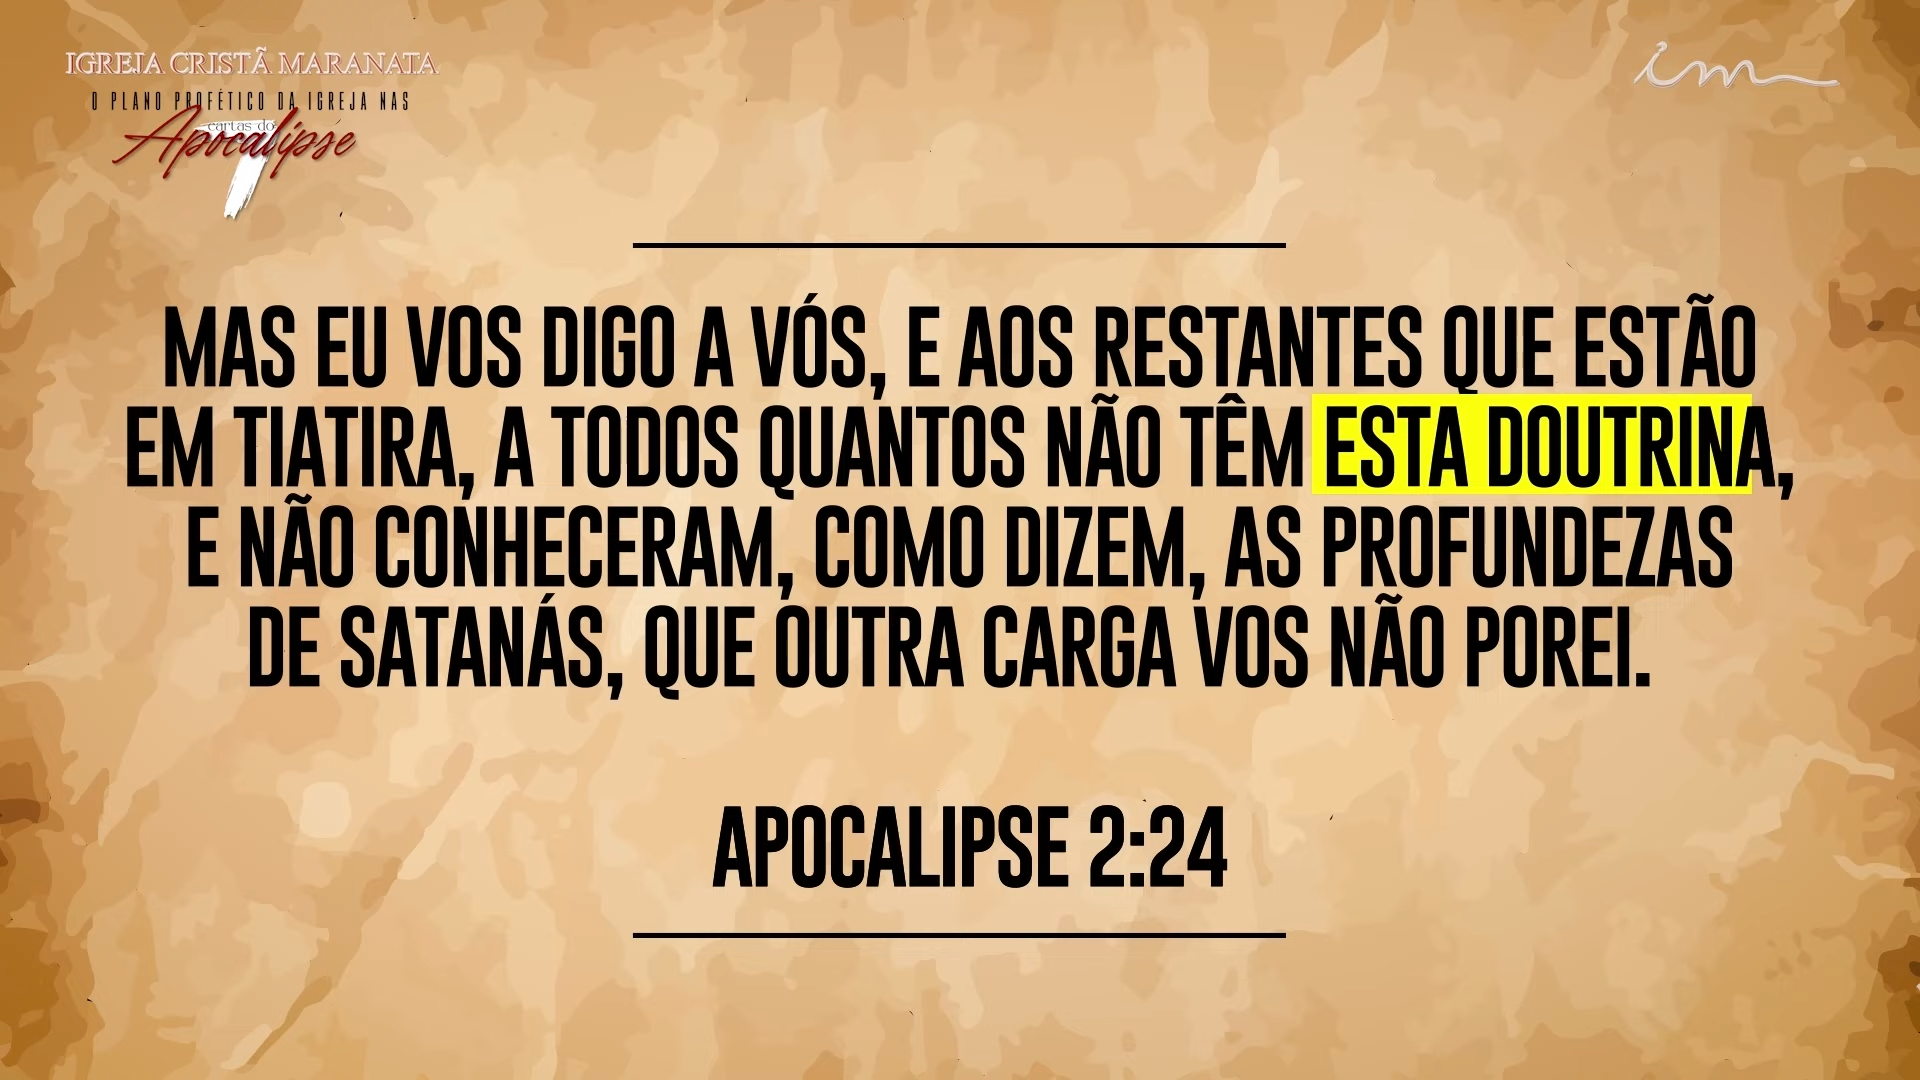 IGREJA CRISTÃ MARANATA
O PLANO PROFÉTICO DA IGREJA NAS
7 cartas do
Apocalipse
im
MAS EU VOS DIGO A VÓS, E AOS RESTANTES QUE ESTÃO
EM TIATIRA, A TODOS QUANTOS NÃO TÊM ESTA DOUTRINA,
E NÃO CONHECERAM, COMO DIZEM, AS PROFUNDEZAS
DE SATANÁS, QUE OUTRA CARGA VOS NÃO POREI.
APOCALIPSE 2:24